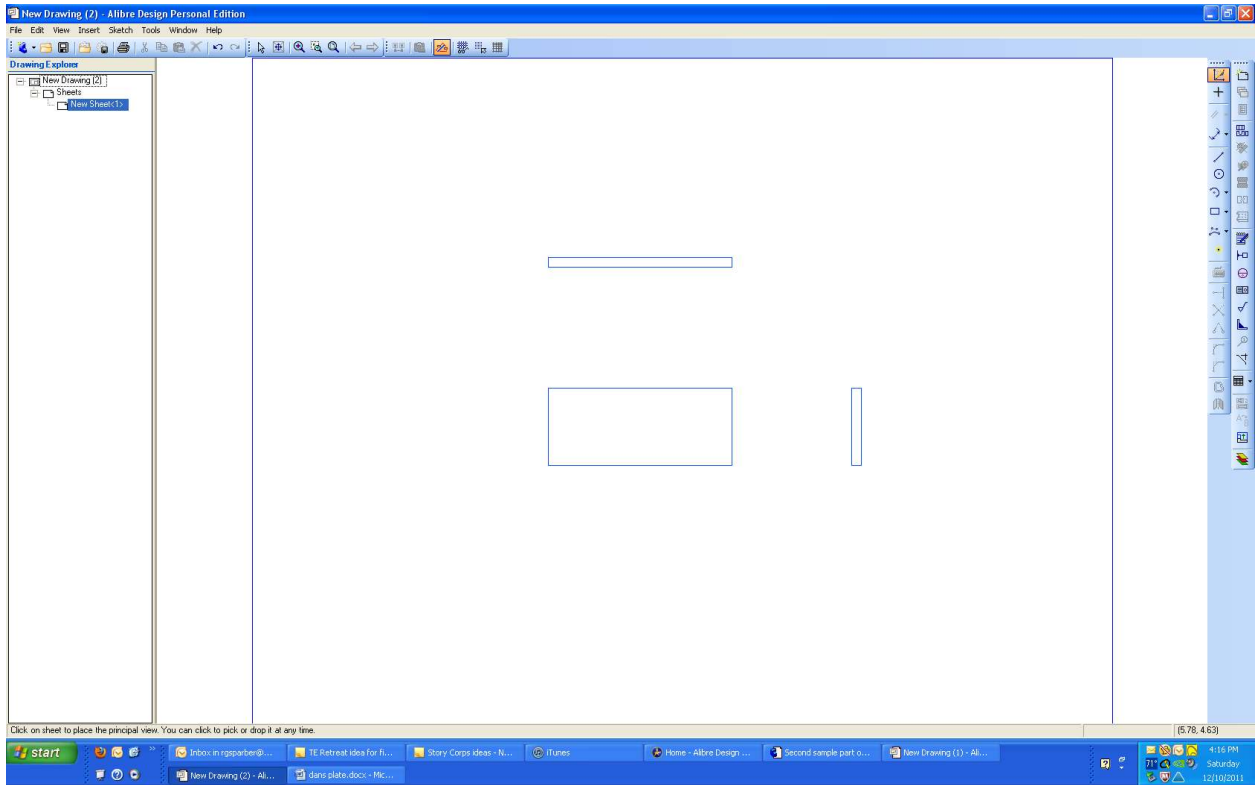 New Drawing (2) - Alibre Design Personal Edition
File Edit View Insert Sketch Tools Window Help
Drawing Explorer
New Drawing (2)
Sheets
New Sheet<1>
Click on sheet to place the principal view. You can click to pick or drop it at any time.
(5.78, 4.63)
start
Inbox in rgsparber@...
TE Retreat idea for fi...
Story Corps ideas - N...
iTunes
Home - Alibre Design ...
Second sample part o...
New Drawing (1) - Ali...
4:16 PM
New Drawing (2) - Ali...
dans plate.docx - Mic...
71°
Saturday
12/10/2011